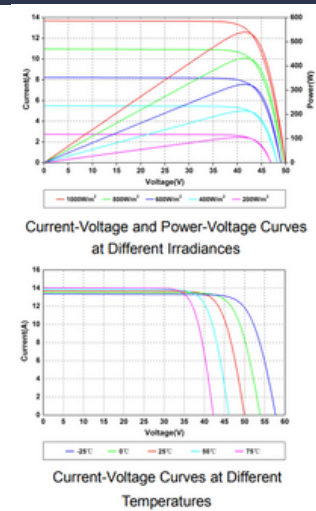 14
12
10
8
6
4
2
0
Current(A)
600
500
400
300
200
100
0
Power(W)
0 5 10 15 20 25 30 35 40 45 50
Voltage(V)
1000W/m² 800W/m² 600W/m² 400W/m² 200W/m²
Current-Voltage and Power-Voltage Curves
at Different Irradiances
16
14
12
10
8
6
4
2
0
Current(A)
0 5 10 15 20 25 30 35 40 45 50 55 60
Voltage(V)
-25℃ 0℃ 25℃ 50℃ 75℃
Current-Voltage Curves at Different
Temperatures